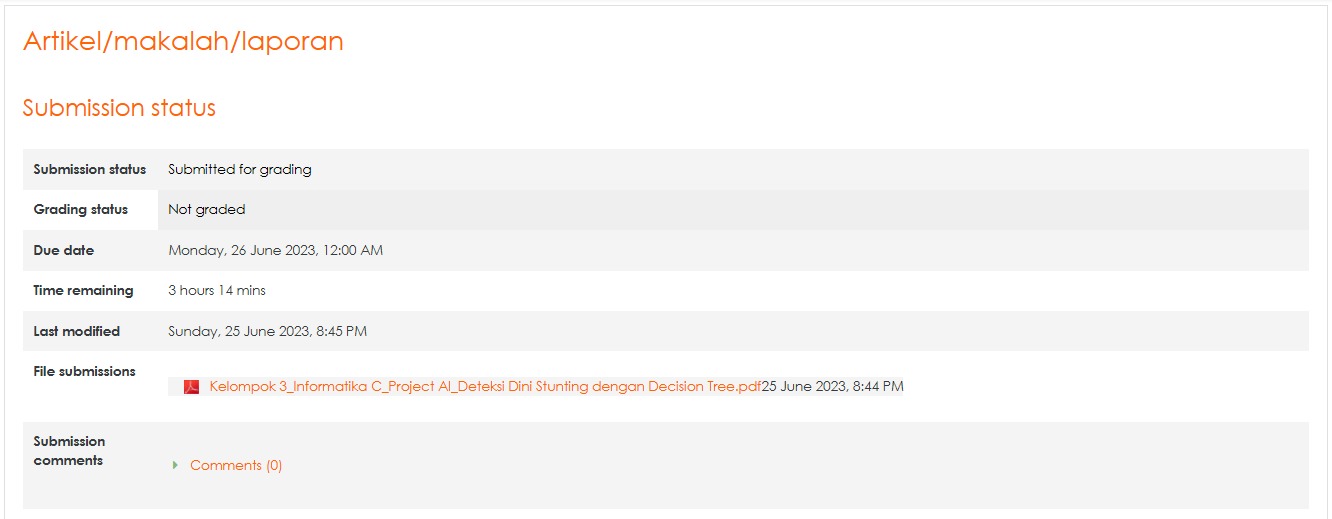 Artikel/makalah/laporan
Submission status
Submission status Submitted for grading
Grading status Not graded
Due date Monday, 26 June 2023, 12:00 AM
Time remaining 3 hours 14 mins
Last modified Sunday, 25 June 2023, 8:45 PM
File submissions
Kelompok 3_Informatika C_Project AI_Deteksi Dini Stunting dengan Decision Tree.pdf25 June 2023, 8:44 PM
Submission
comments
Comments (0)